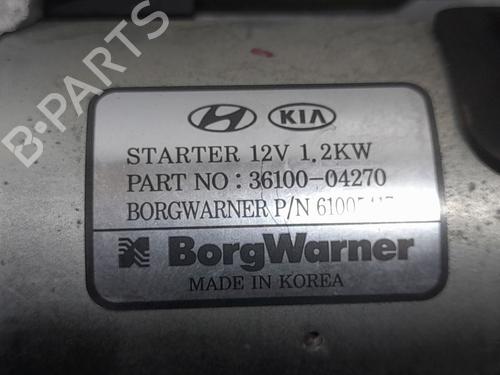 B-PARTS
KIA
STARTER 12V 1.2KW
PART NO : 36100-04270
BORGWARNER P/N
BorgWarner
MADE IN KOREA